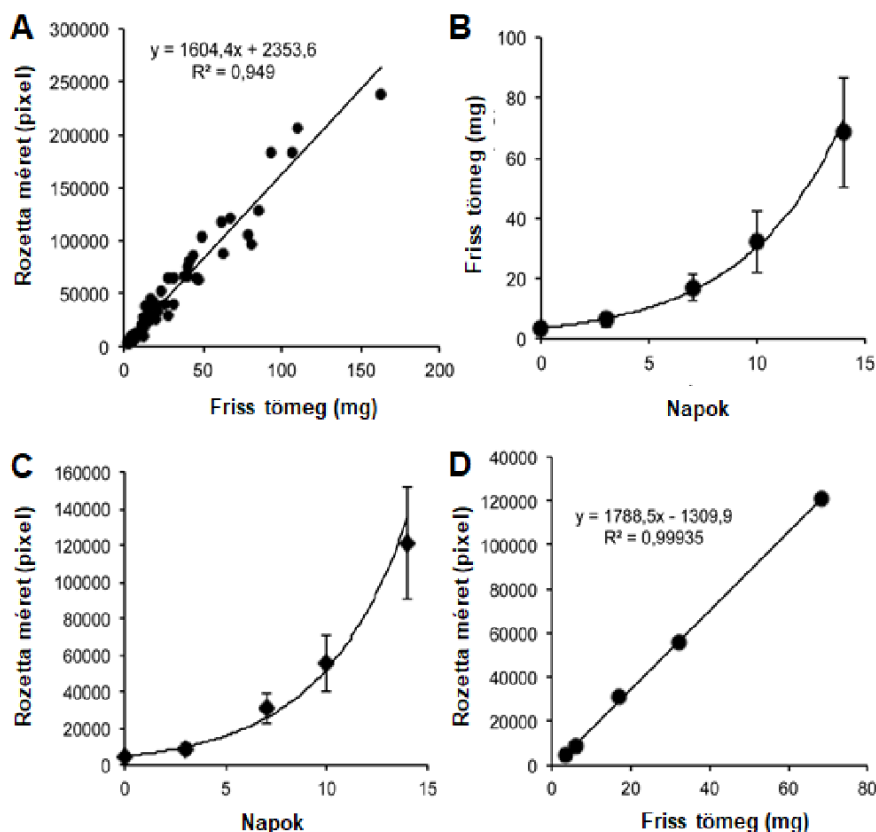 A
y = 1604,4x + 2353,6
R² = 0,949
Rozetta méret (pixel)
300000
250000
200000
150000
100000
50000
0
0 50 100 150 200
Friss tömeg (mg)
B
Friss tömeg (mg)
100
80
60
40
20
0
0 5 10 15
Napok
C
Rozetta méret (pixel)
160000
140000
120000
100000
80000
60000
40000
20000
0
0 5 10 15
Napok
D
y = 1788,5x - 1309,9
R² = 0,99935
Rozetta méret (pixel)
40000
120000
100000
80000
60000
40000
20000
0
0 20 40 60 80
Friss tömeg (mg)